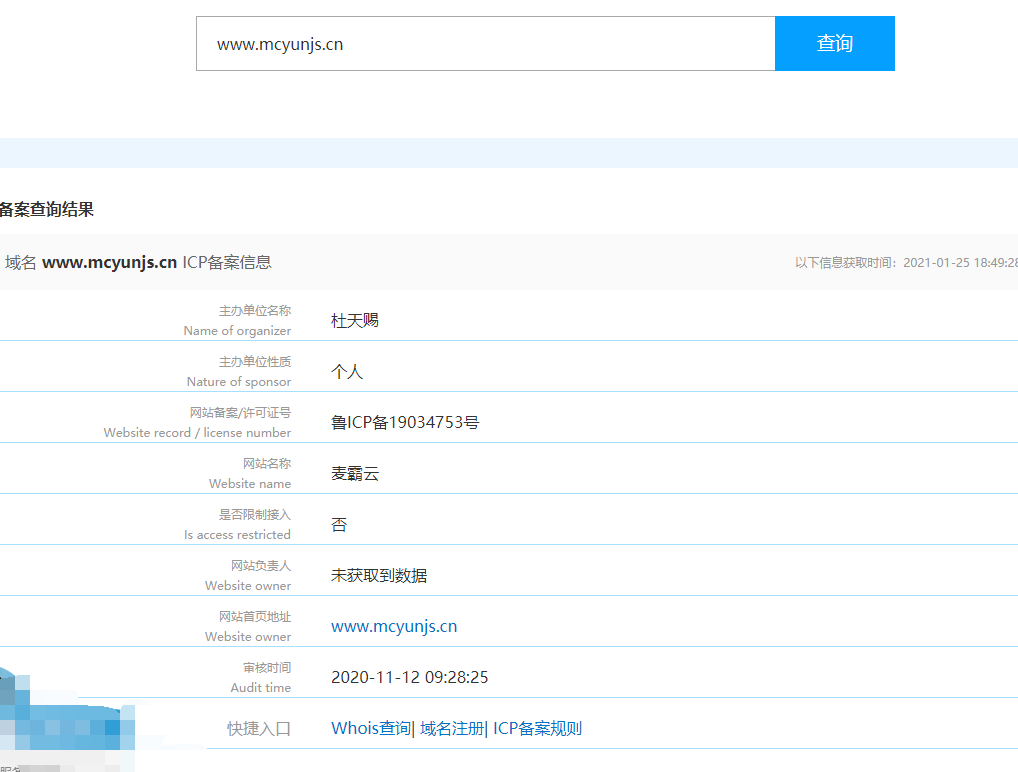 www.mcyunjs.cn
查询
备案查询结果
域名 www.mcyunjs.cn ICP备案信息
以下信息获取时间：2021-01-25 18:49:28
主办单位名称
Name of organizer
杜天赐
主办单位性质
Nature of sponsor
个人
网站备案/许可证号
Website record / license number
鲁ICP备19034753号
网站名称
Website name
麦霸云
是否限制接入
Is access restricted
否
网站负责人
Website owner
未获取到数据
网站首页地址
Website owner
www.mcyunjs.cn
审核时间
Audit time
2020-11-12 09:28:25
快捷入口
Whois查询| 域名注册| ICP备案规则